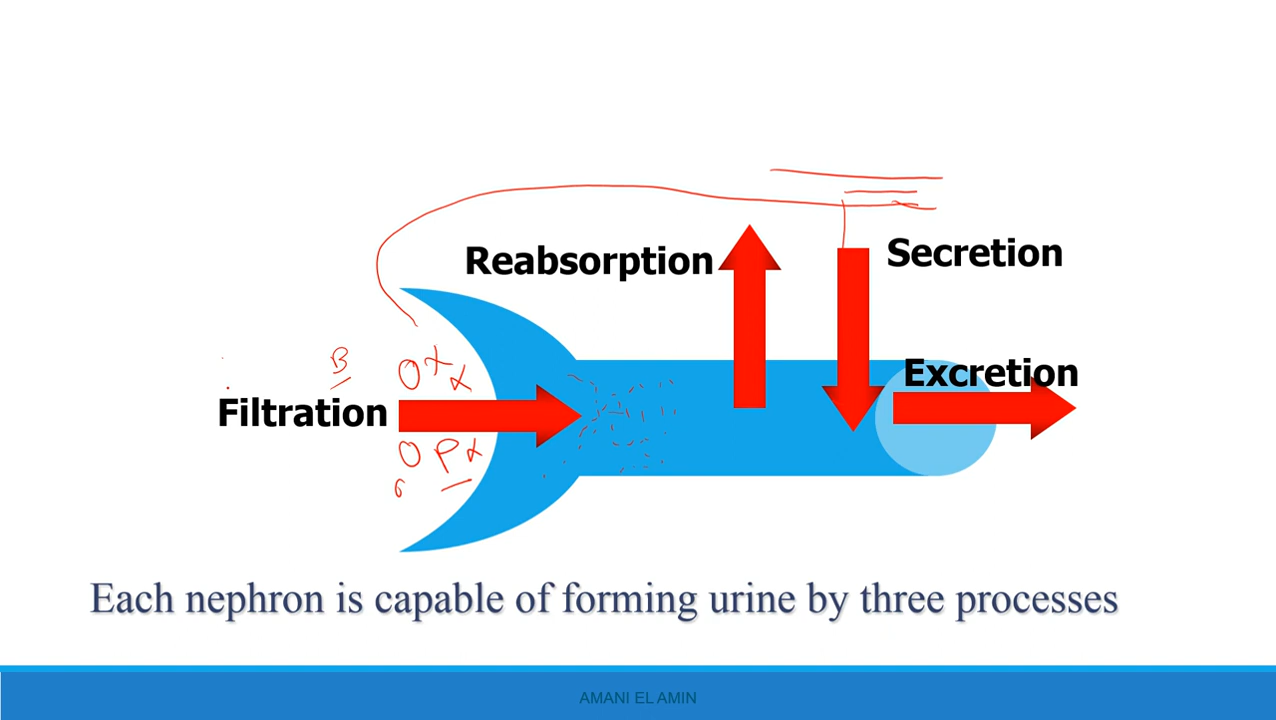 Reabsorption
Secretion
Excretion
B
Filtration
P
Each nephron is capable of forming urine by three processes
AMANI EL AMIN